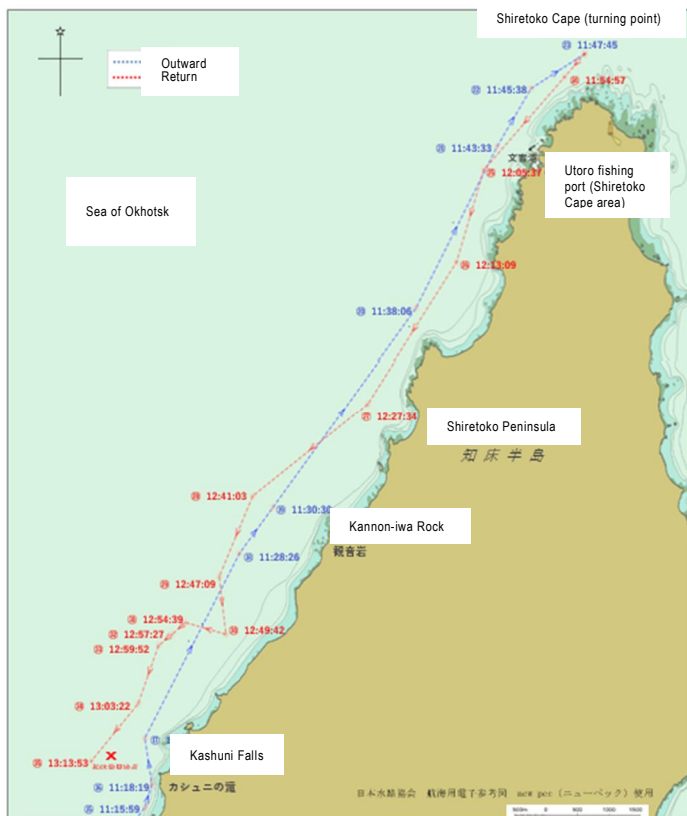 Shiretoko Cape (turning point)
㉒ 11:47:45
Outward
Return
11:54:57
11:45:38
11:43:33
文吉湾
12:05:37
Utoro fishing
port (Shiretoko
Cape area)
Sea of Okhotsk
12:13:09
11:38:06
12:27:34
Shiretoko Peninsula
知床半島
12:41:03
11:30:30
Kannon-iwa Rock
観音岩
11:28:26
12:47:09
12:54:39
12:57:27
12:49:42
12:59:52
13:03:22
Kashuni Falls
13:13:53
カシュニの滝
11:18:19
11:15:59
日本水路協会 航海用電子参考図 new pec (ニューペック) 使用
500m 0 500 1000 1500